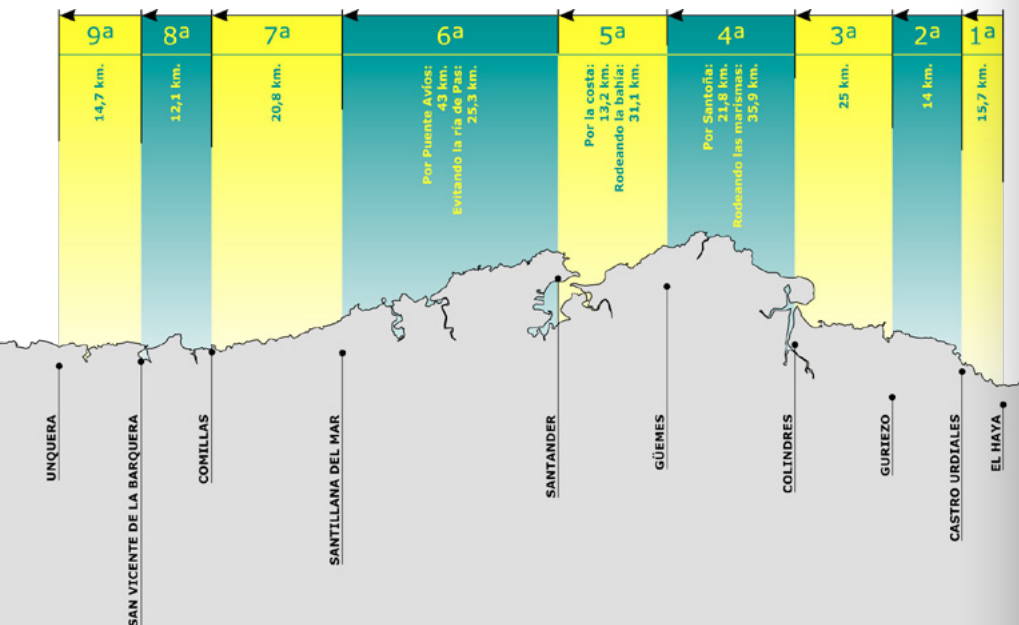 9ª
8ª
7ª
6ª
5ª
4ª
3ª
2ª
1ª
14,7 km.
12,1 km.
20,8 km.
Por Puente Avíos:
43 km.
Evitando la ría de Pas:
25,3 km.
Por la costa:
13,2 km.
Rodeando la bahía:
31,1 km.
Por Santoña:
21,8 km.
Rodeando las marismas:
35,9 km.
25 km.
14 km.
15,7 km.
UNQUERA
SAN VICENTE DE LA BARQUERA
COMILLAS
SANTILLANA DEL MAR
SANTANDER
GÜEMES
COLINDRES
GURIEZO
CASTRO URDIALES
EL HAYA